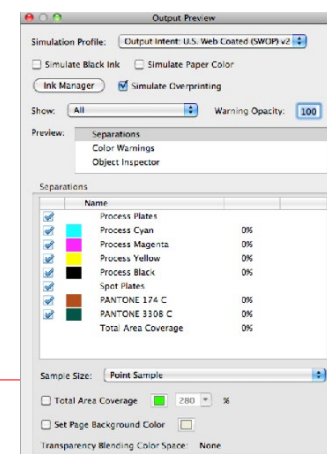 Output Preview
Simulation Profile: Output Intent: U.S. Web Coated (SWOP) v2
Simulate Black Ink Simulate Paper Color
Ink Manager Simulate Overprinting
Show: All Warning Opacity: 100
Preview: Separations
Color Warnings
Object Inspector
Separations
Name
Process Plates
Process Cyan 0%
Process Magenta 0%
Process Yellow 0%
Process Black 0%
Spot Plates
PANTONE 174 C 0%
PANTONE 3308 C 0%
Total Area Coverage 0%
Sample Size: Point Sample
Total Area Coverage 280 %
Set Page Background Color
Transparency Blending Color Space: None